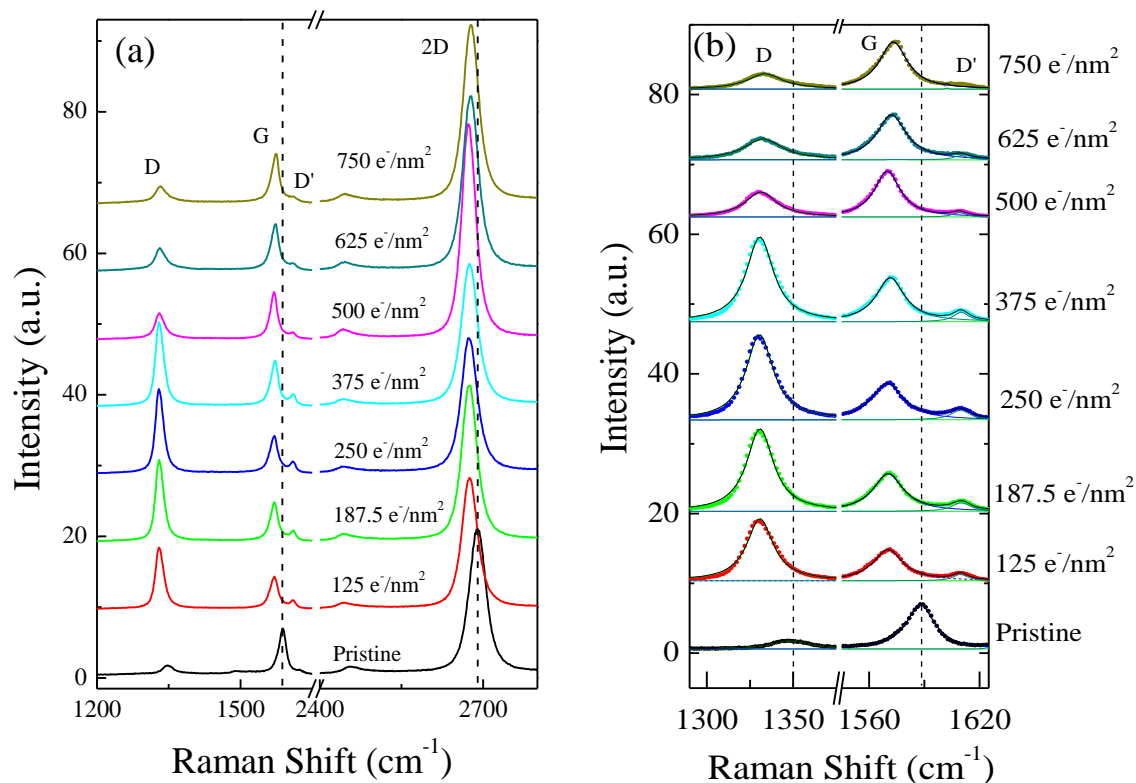 (a)
2D
D
G
D'
750 e⁻/nm²
625 e⁻/nm²
500 e⁻/nm²
375 e⁻/nm²
250 e⁻/nm²
187.5 e⁻/nm²
125 e⁻/nm²
Pristine
80
60
40
20
0
1200
1500
2400
2700
Intensity (a.u.)
Raman Shift (cm⁻¹)
(b)
D
G
D'
750 e⁻/nm²
625 e⁻/nm²
500 e⁻/nm²
375 e⁻/nm²
250 e⁻/nm²
187.5 e⁻/nm²
125 e⁻/nm²
Pristine
80
60
40
20
0
1300
1350
1560
1620
Intensity (a.u.)
Raman Shift (cm⁻¹)